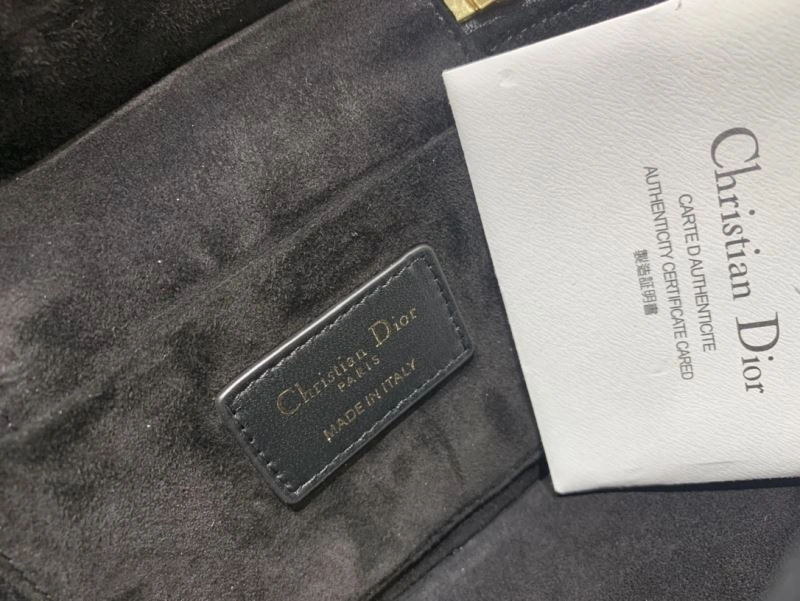 Christian Dior
PARIS
MADE IN ITALY
Christian Dior
CARTE D AUTHENTICITE
AUTHENTICITY CERTIFICATE CARED
製造証明書